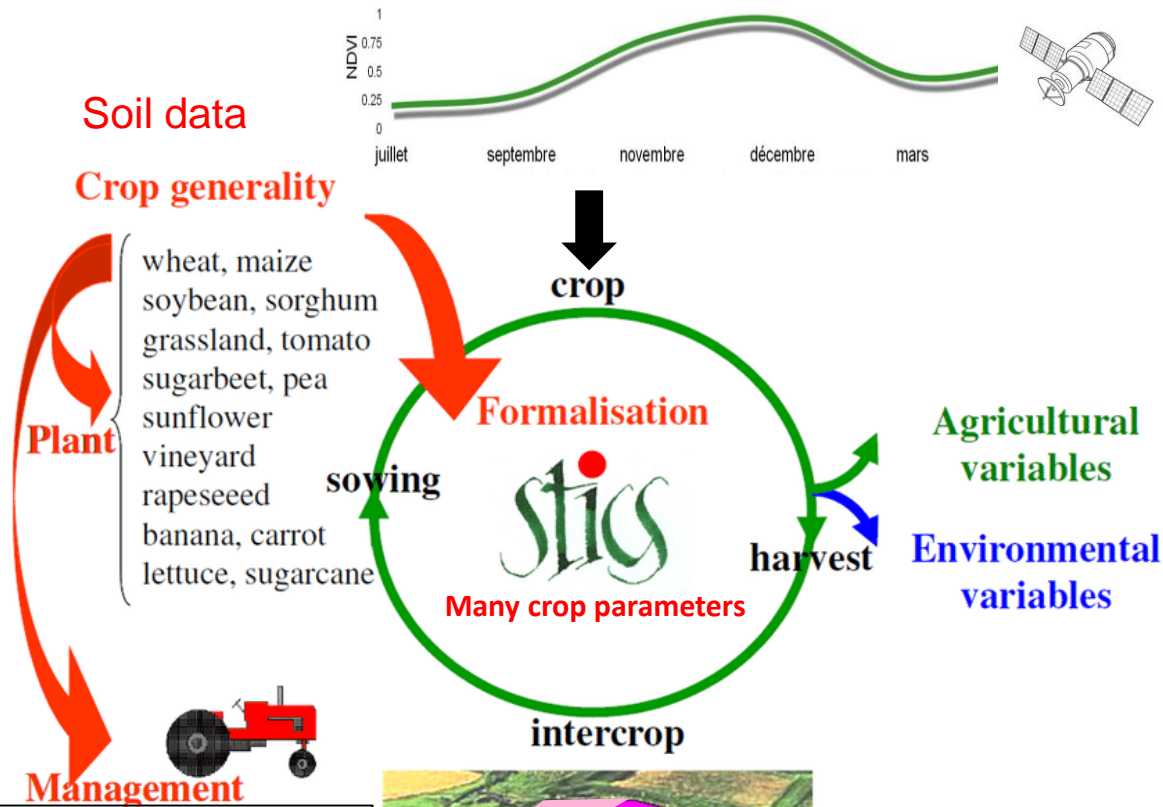 1
0.75
0.5
0.25
0
NDVI
juillet septembre novembre décembre mars
Soil data
Crop generality
wheat, maize
soybean, sorghum
grassland, tomato
sugarbeet, pea
sunflower
vineyard
rapeseeed
banana, carrot
lettuce, sugarcane
Plant
Management
crop
sowing
Formalisation
stics
Many crop parameters
harvest
intercrop
Agricultural
variables
Environmental
variables